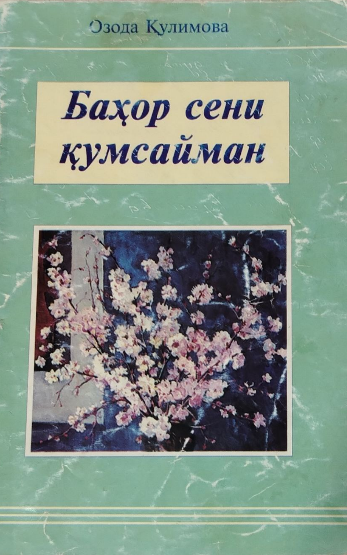 Озода Қулимова
Баҳор сени
қумсайман